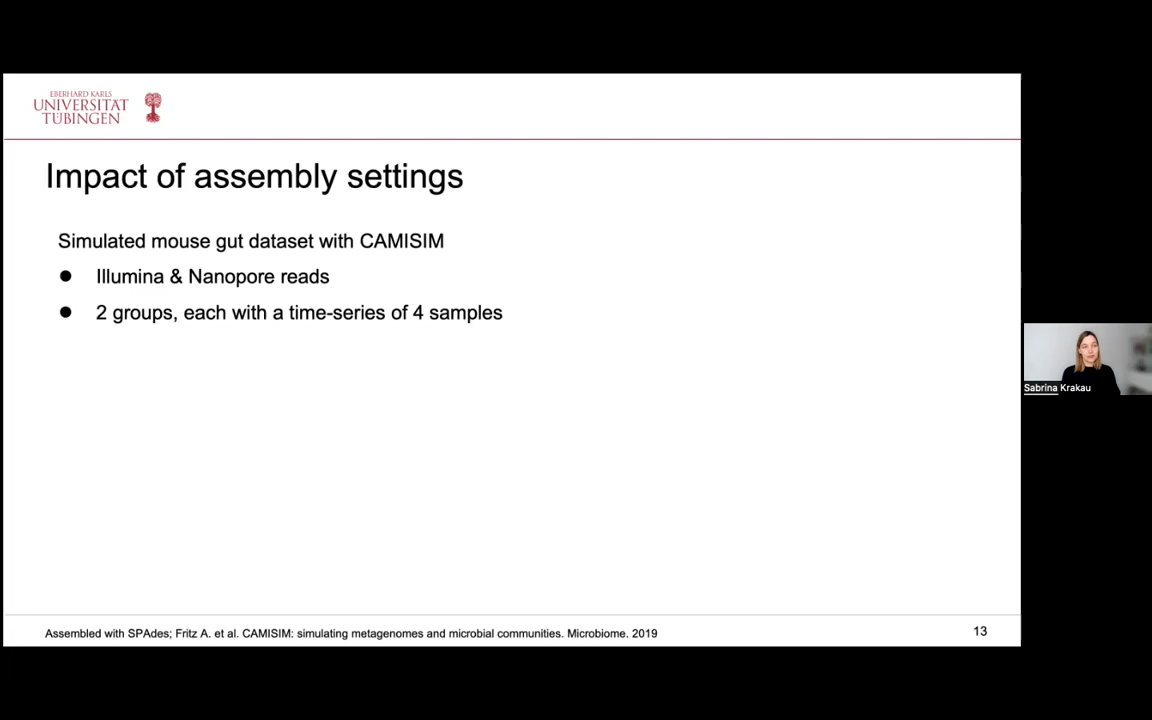 EBERHARD KARLS
UNIVERSITÄT
TÜBINGEN
Impact of assembly settings
Simulated mouse gut dataset with CAMISIM
● Illumina & Nanopore reads
● 2 groups, each with a time-series of 4 samples
Sabrina Krakau
Assembled with SPAdes; Fritz A. et al. CAMISIM: simulating metagenomes and microbial communities. Microbiome. 2019
13